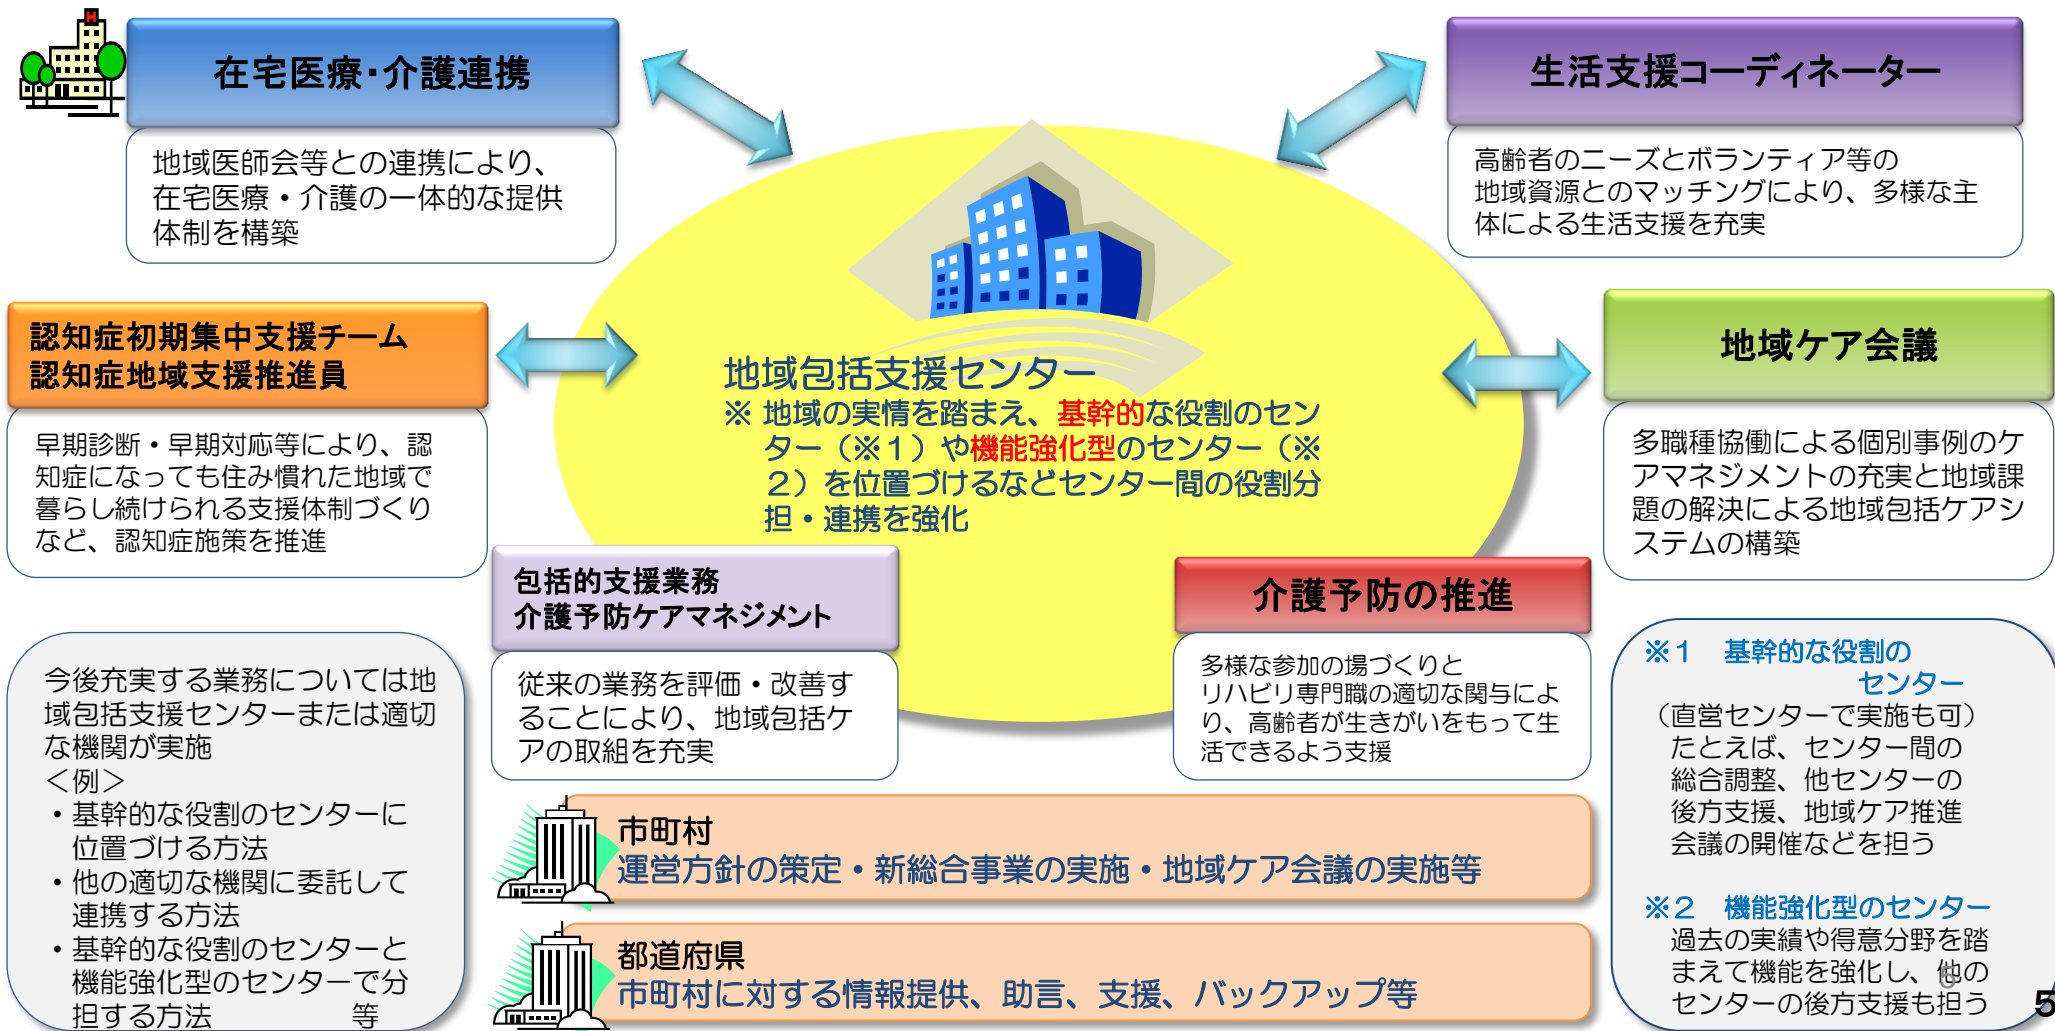 在宅医療・介護連携
地域医師会等との連携により、
在宅医療・介護の一体的な提供
体制を構築
生活支援コーディネーター
高齢者のニーズとボランティア等の
地域資源とのマッチングにより、多様な主
体による生活支援を充実
認知症初期集中支援チーム
認知症地域支援推進員
早期診断・早期対応等により、認
知症になっても住み慣れた地域で
暮らし続けられる支援体制づくり
など、認知症施策を推進
地域包括支援センター
※ 地域の実情を踏まえ、基幹的な役割のセン
ター（※１）や機能強化型のセンター（※
２）を位置づけるなどセンター間の役割分
担・連携を強化
地域ケア会議
多職種協働による個別事例のケ
アマネジメントの充実と地域課
題の解決による地域包括ケアシ
ステムの構築
包括的支援業務
介護予防ケアマネジメント
従来の業務を評価・改善す
ることにより、地域包括ケ
アの取組を充実
介護予防の推進
多様な参加の場づくりと
リハビリ専門職の適切な関与によ
り、高齢者が生きがいをもって生
活できるよう支援
今後充実する業務については地
域包括支援センターまたは適切
な機関が実施
＜例＞
・基幹的な役割のセンターに
位置づける方法
・他の適切な機関に委託して
連携する方法
・基幹的な役割のセンターと
機能強化型のセンターで分
担する方法 等
※１ 基幹的な役割の
センター
（直営センターで実施も可）
たとえば、センター間の
総合調整、他センターの
後方支援、地域ケア推進
会議の開催などを担う
※２ 機能強化型のセンター
過去の実績や得意分野を踏
まえて機能を強化し、他の
センターの後方支援も担う
市町村
運営方針の策定・新総合事業の実施・地域ケア会議の実施等
都道府県
市町村に対する情報提供、助言、支援、バックアップ等
H
5
5